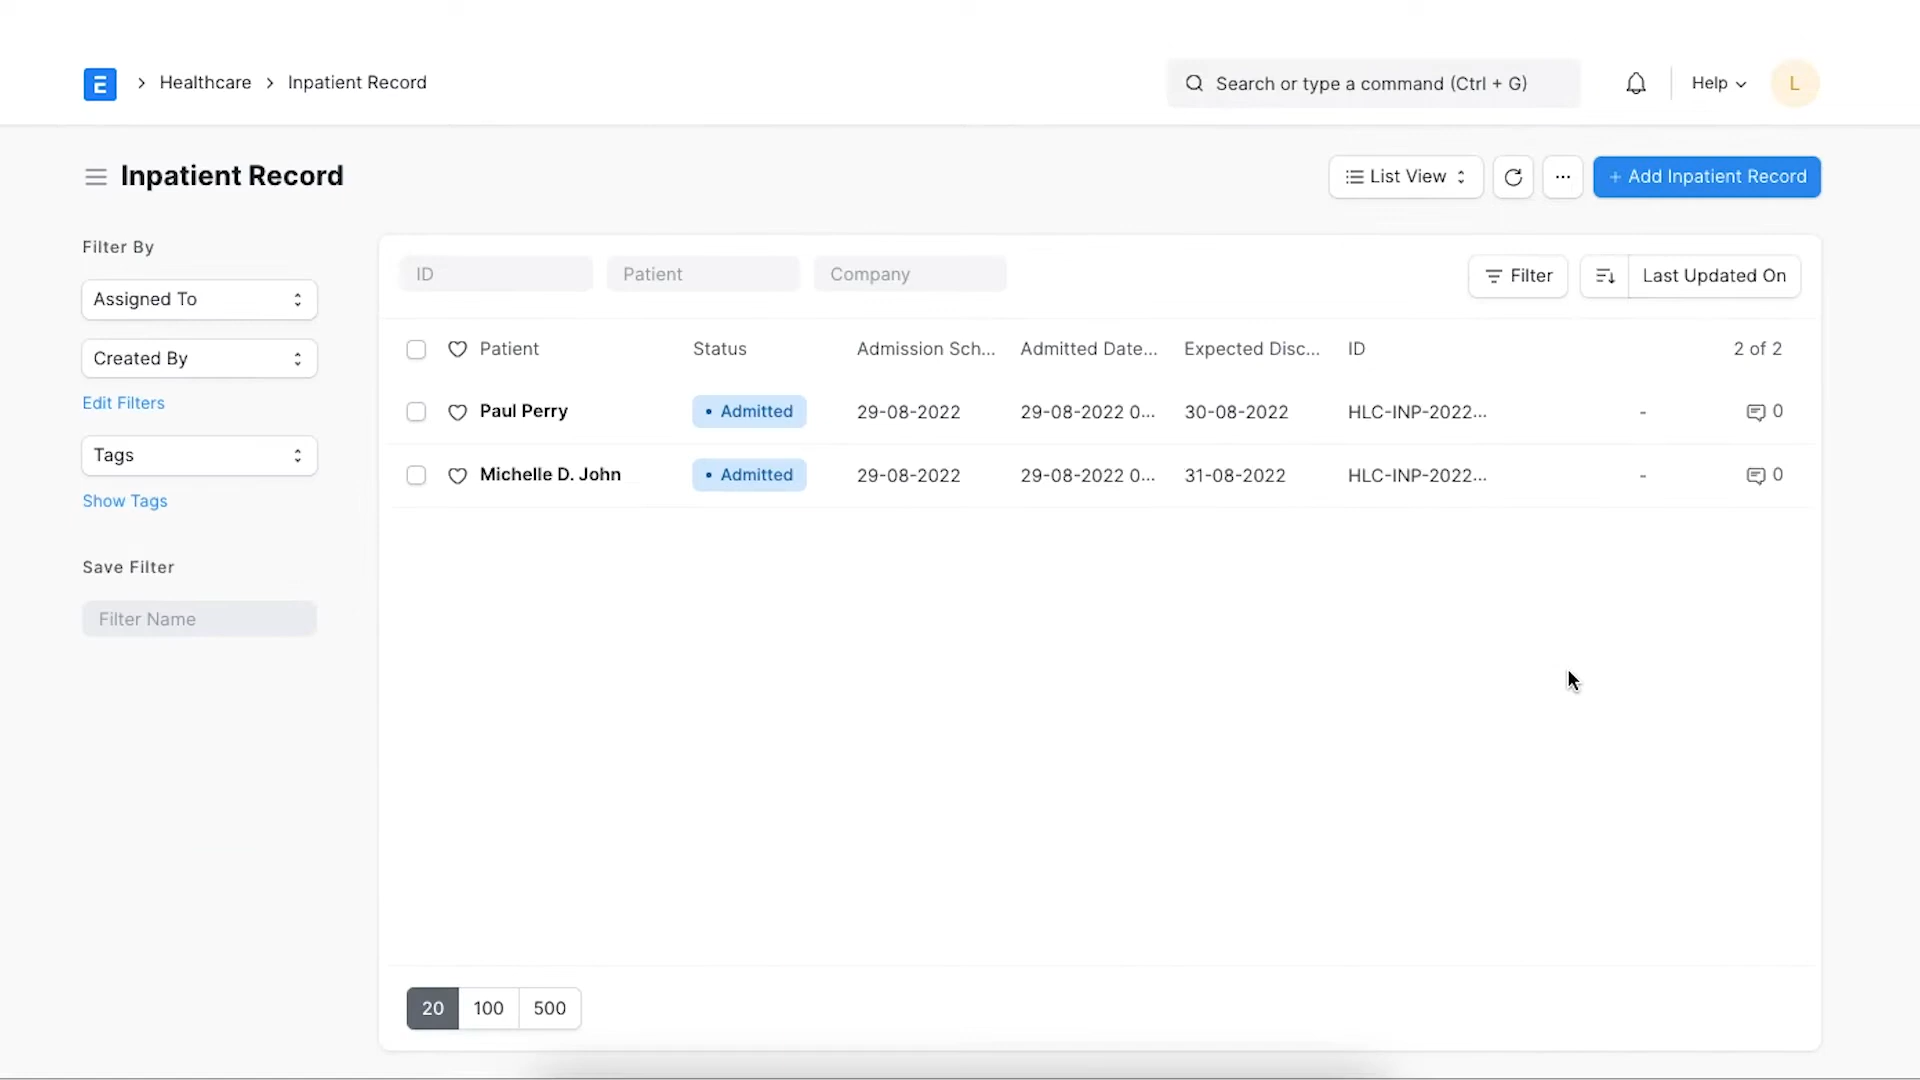 E
Healthcare
Inpatient Record
Search or type a command (Ctrl + G)
Help
L
Inpatient Record
List View
...
+ Add Inpatient Record
Filter By
Assigned To
Created By
Edit Filters
Tags
Show Tags
Save Filter
Filter Name
ID
Patient
Company
Filter
Last Updated On
Patient Status Admission Sch... Admitted Date... Expected Disc... ID 2 of 2
Paul Perry • Admitted 29-08-2022 29-08-2022 0... 30-08-2022 HLC-INP-2022... - 0
Michelle D. John • Admitted 29-08-2022 29-08-2022 0... 31-08-2022 HLC-INP-2022... - 0
20 100 500